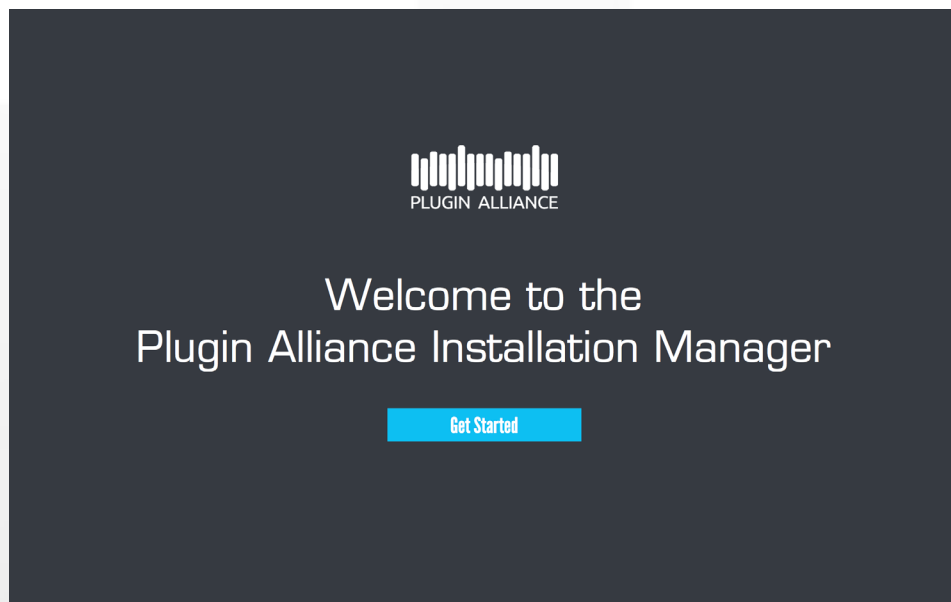 PLUGIN ALLIANCE
Welcome to the
Plugin Alliance Installation Manager
Get Started